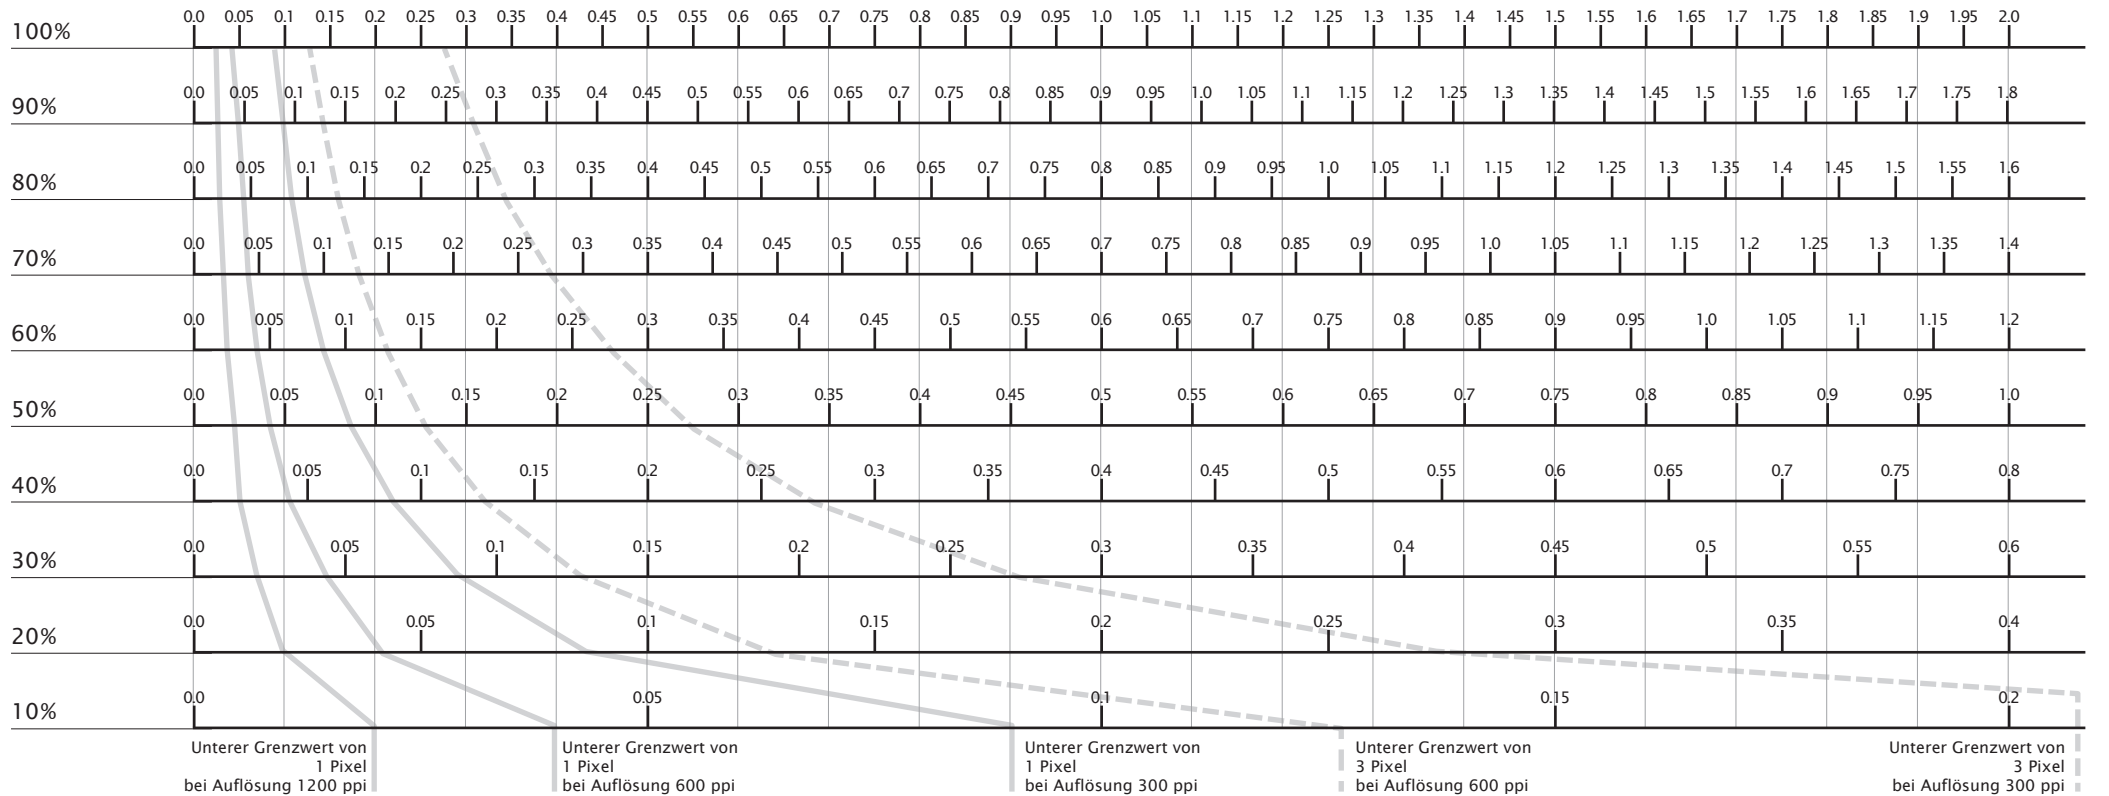 0.0 0.05 0.1 0.15 0.2 0.25 0.3 0.35 0.4 0.45 0.5 0.55 0.6 0.65 0.7 0.75 0.8 0.85 0.9 0.95 1.0 1.05 1.1 1.15 1.2 1.25 1.3 1.35 1.4 1.45 1.5 1.55 1.6 1.65 1.7 1.75 1.8 1.85 1.9 1.95 2.0
100%
0.0 0.05 0.1 0.15 0.2 0.25 0.3 0.35 0.4 0.45 0.5 0.55 0.6 0.65 0.7 0.75 0.8 0.85 0.9 0.95 1.0 1.05 1.1 1.15 1.2 1.25 1.3 1.35 1.4 1.45 1.5 1.55 1.6 1.65 1.7 1.75 1.8
90%
0.0 0.05 0.1 0.15 0.2 0.25 0.3 0.35 0.4 0.45 0.5 0.55 0.6 0.65 0.7 0.75 0.8 0.85 0.9 0.95 1.0 1.05 1.1 1.15 1.2 1.25 1.3 1.35 1.4 1.45 1.5 1.55 1.6
80%
0.0 0.05 0.1 0.15 0.2 0.25 0.3 0.35 0.4 0.45 0.5 0.55 0.6 0.65 0.7 0.75 0.8 0.85 0.9 0.95 1.0 1.05 1.1 1.15 1.2 1.25 1.3 1.35 1.4
70%
0.0 0.05 0.1 0.15 0.2 0.25 0.3 0.35 0.4 0.45 0.5 0.55 0.6 0.65 0.7 0.75 0.8 0.85 0.9 0.95 1.0 1.05 1.1 1.15 1.2
60%
0.0 0.05 0.1 0.15 0.2 0.25 0.3 0.35 0.4 0.45 0.5 0.55 0.6 0.65 0.7 0.75 0.8 0.85 0.9 0.95 1.0
50%
0.0 0.05 0.1 0.15 0.2 0.25 0.3 0.35 0.4 0.45 0.5 0.55 0.6 0.65 0.7 0.75 0.8
40%
0.0 0.05 0.1 0.15 0.2 0.25 0.3 0.35 0.4 0.45 0.5 0.55 0.6
30%
0.0 0.05 0.1 0.15 0.2 0.25 0.3 0.35 0.4
20%
0.0 0.05 0.1 0.15 0.2
10%
Unterer Grenzwert von
1 Pixel
bei Auflösung 1200 ppi
Unterer Grenzwert von
1 Pixel
bei Auflösung 600 ppi
Unterer Grenzwert von
1 Pixel
bei Auflösung 300 ppi
Unterer Grenzwert von
3 Pixel
bei Auflösung 600 ppi
Unterer Grenzwert von
3 Pixel
bei Auflösung 300 ppi